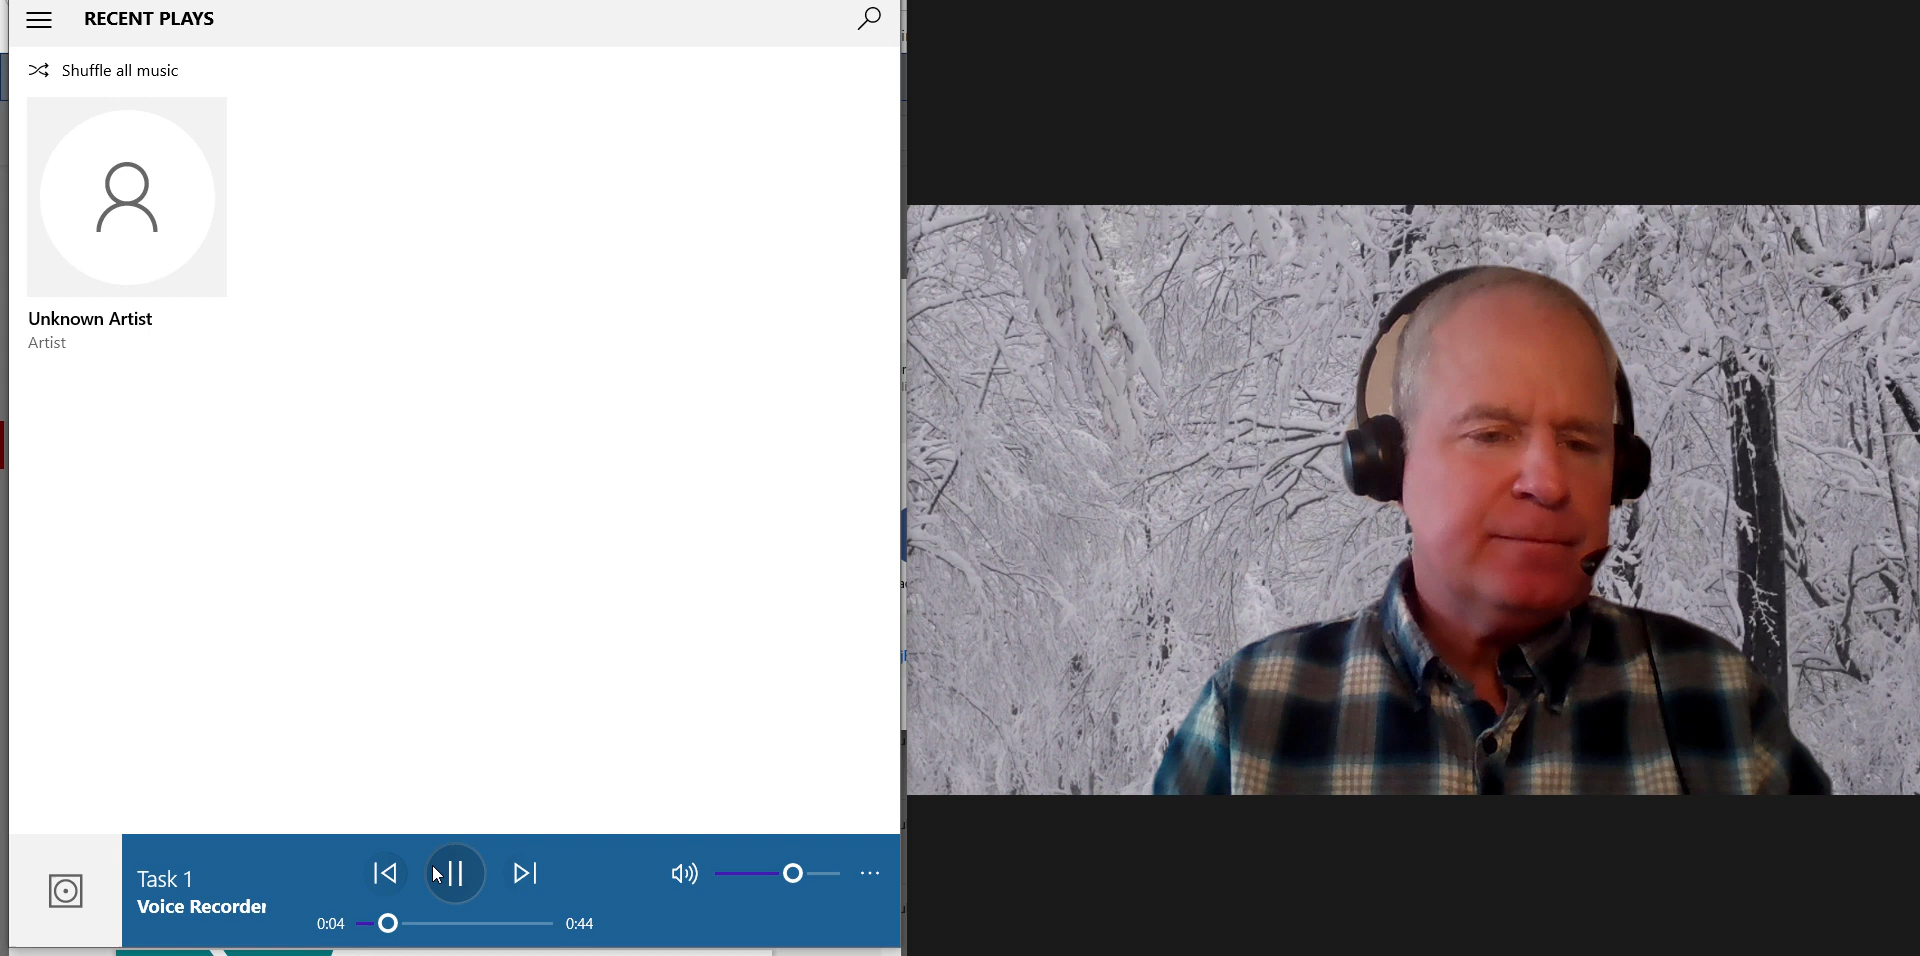 RECENT PLAYS
Shuffle all music
Unknown Artist
Artist
Task 1
Voice Recorder
0:04
0:44